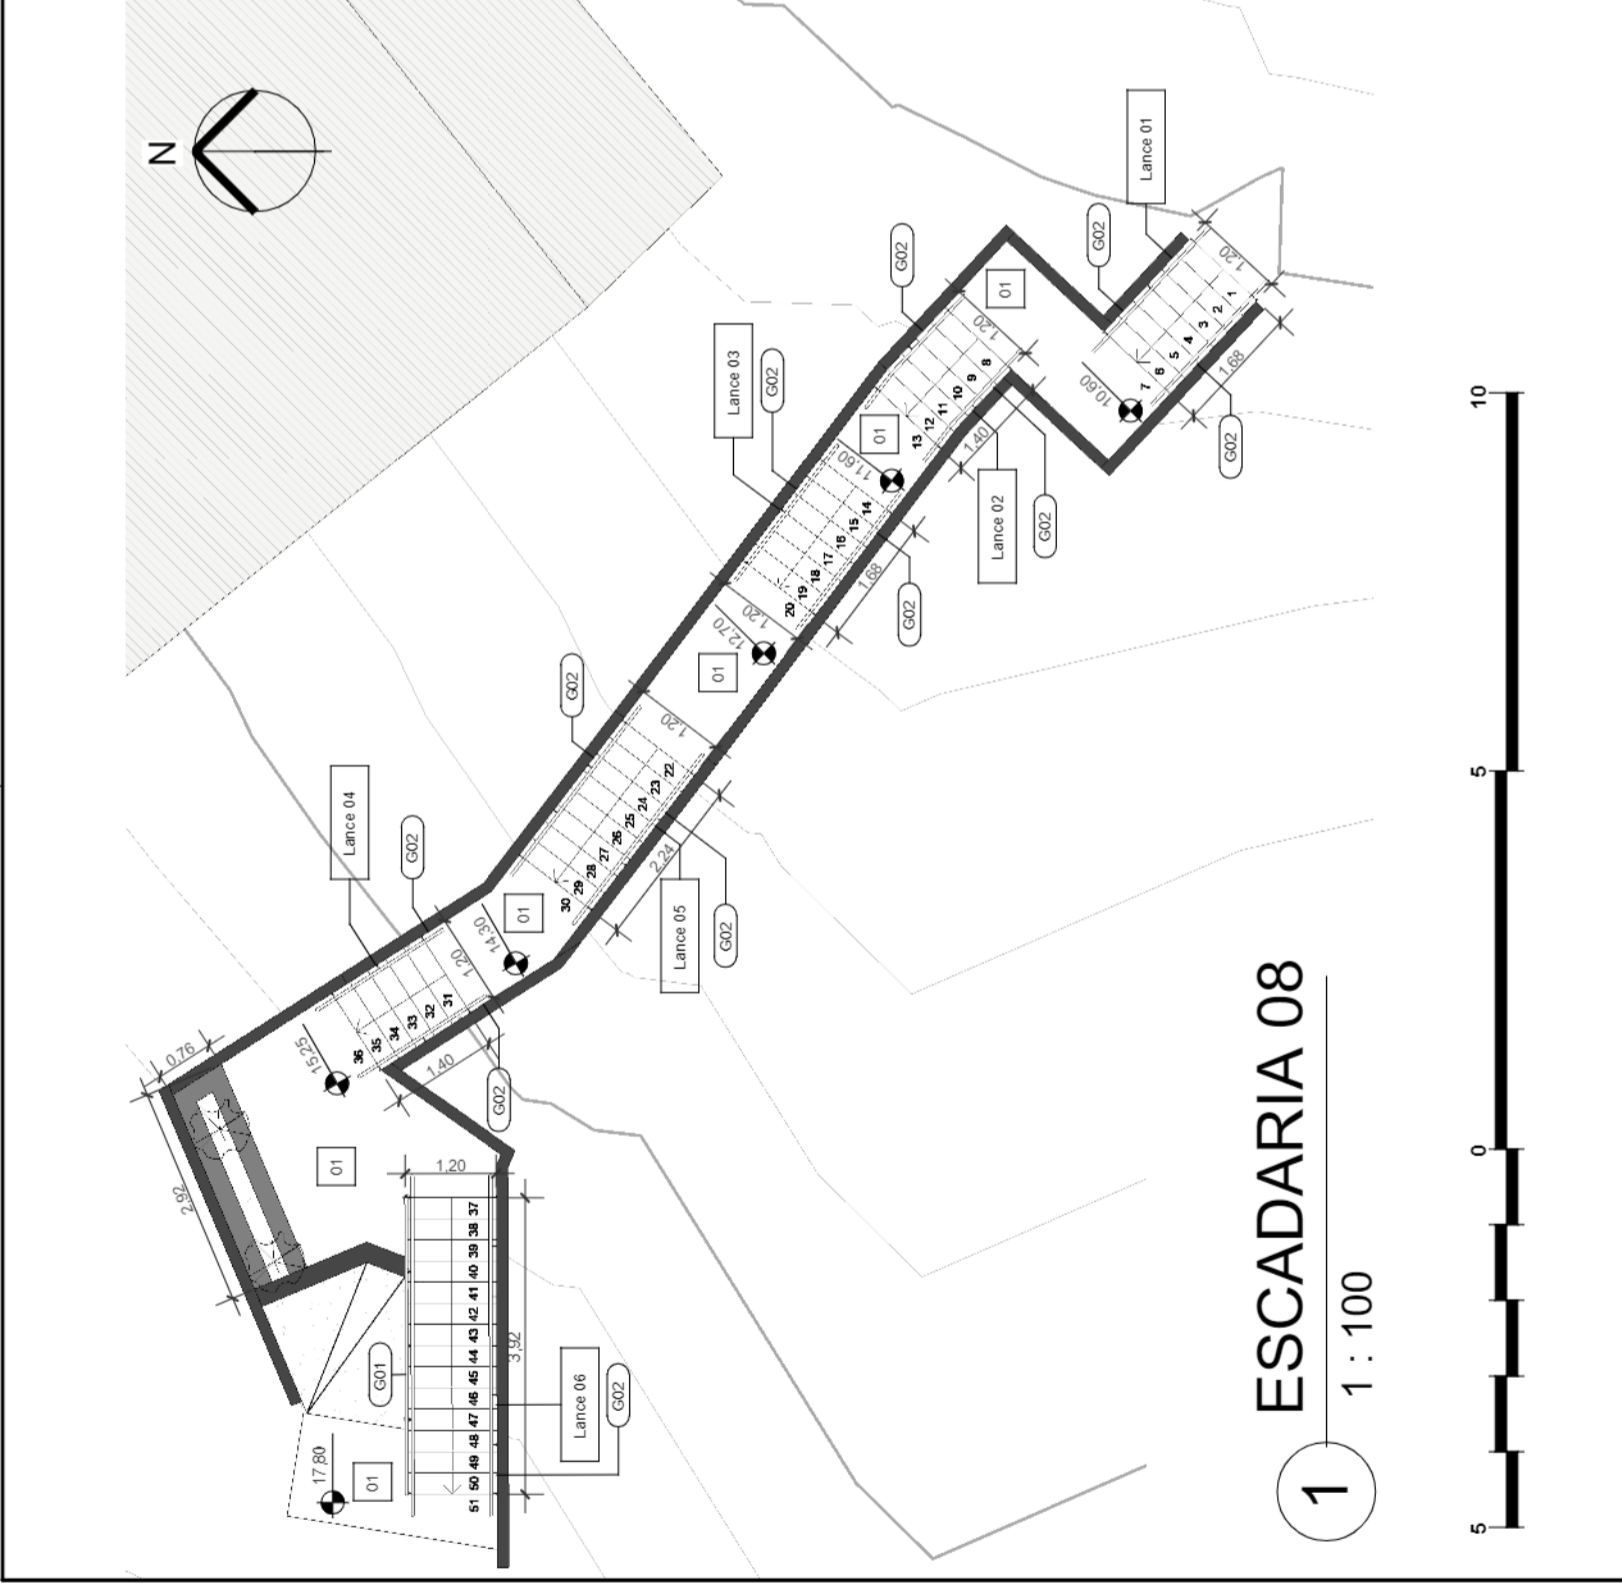 N
Lance 01
G02
G02
1,20
01
Lance 03
G02
1,20
1 2 3 4 5 6 7
1,68
10,60
8 9 10 11 12 13
01
1,40
11,60
G02
Lance 02
G02
14 15 16 17 18 19 20
1,68
G02
1,20
12,70
01
G02
1,20
22 23 24 25 26 27 28 29 30
2,24
Lance 05
G02
Lance 04
G02
01
14,30
1,20
31 32 33 34 35 36
1,40
G02
15,25
0,76
2,92
01
1,20
37 38 39 40 41 42 43 44 45 46 47 48 49 50 51
3,92
G01
Lance 06
G02
17,80
01
1
ESCADARIA 08
1 : 100
5
0
5
10